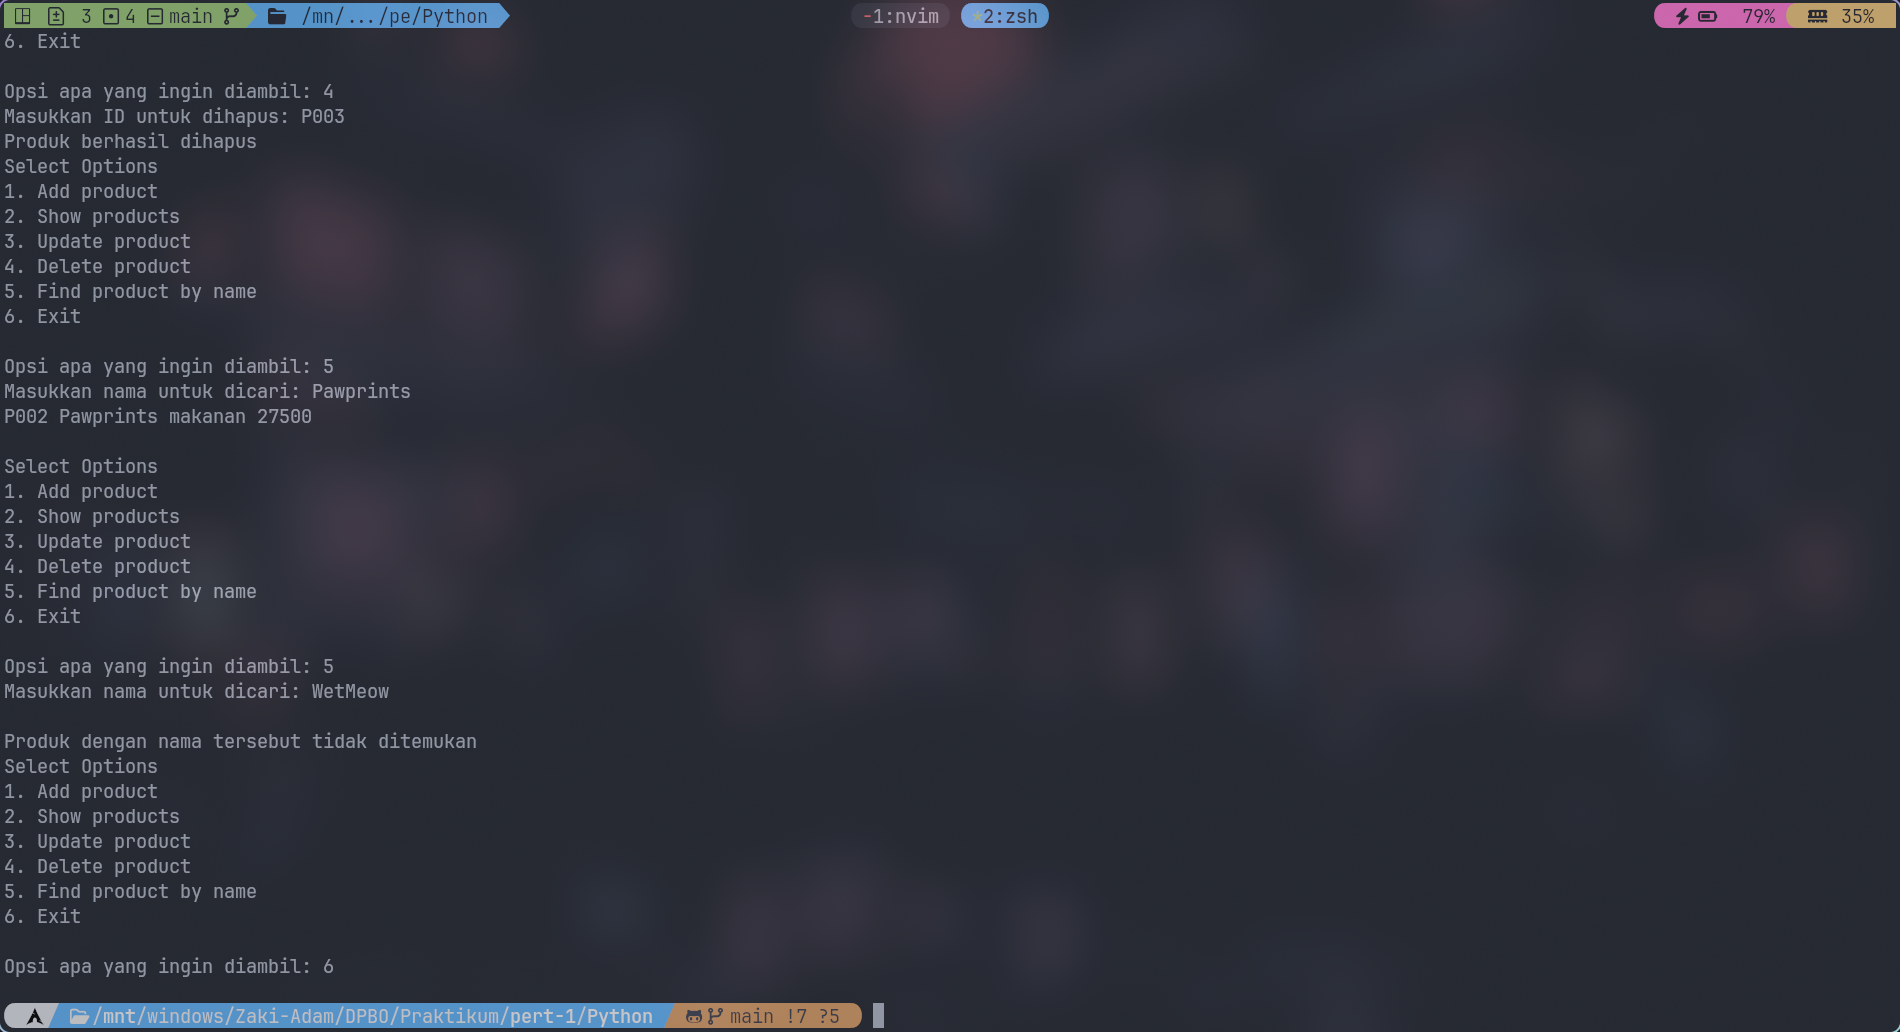 3 4 main /mn/.../pe/Python -1:nvim *2:zsh 79% 35%
6. Exit
Opsi apa yang ingin diambil: 4
Masukkan ID untuk dihapus: P003
Produk berhasil dihapus
Select Options
1. Add product
2. Show products
3. Update product
4. Delete product
5. Find product by name
6. Exit
Opsi apa yang ingin diambil: 5
Masukkan nama untuk dicari: Pawprints
P002 Pawprints makanan 27500
Select Options
1. Add product
2. Show products
3. Update product
4. Delete product
5. Find product by name
6. Exit
Opsi apa yang ingin diambil: 5
Masukkan nama untuk dicari: WetMeow
Produk dengan nama tersebut tidak ditemukan
Select Options
1. Add product
2. Show products
3. Update product
4. Delete product
5. Find product by name
6. Exit
Opsi apa yang ingin diambil: 6
/mnt/windows/Zaki-Adam/DPBO/Praktikum/pert-1/Python main !7 ?5